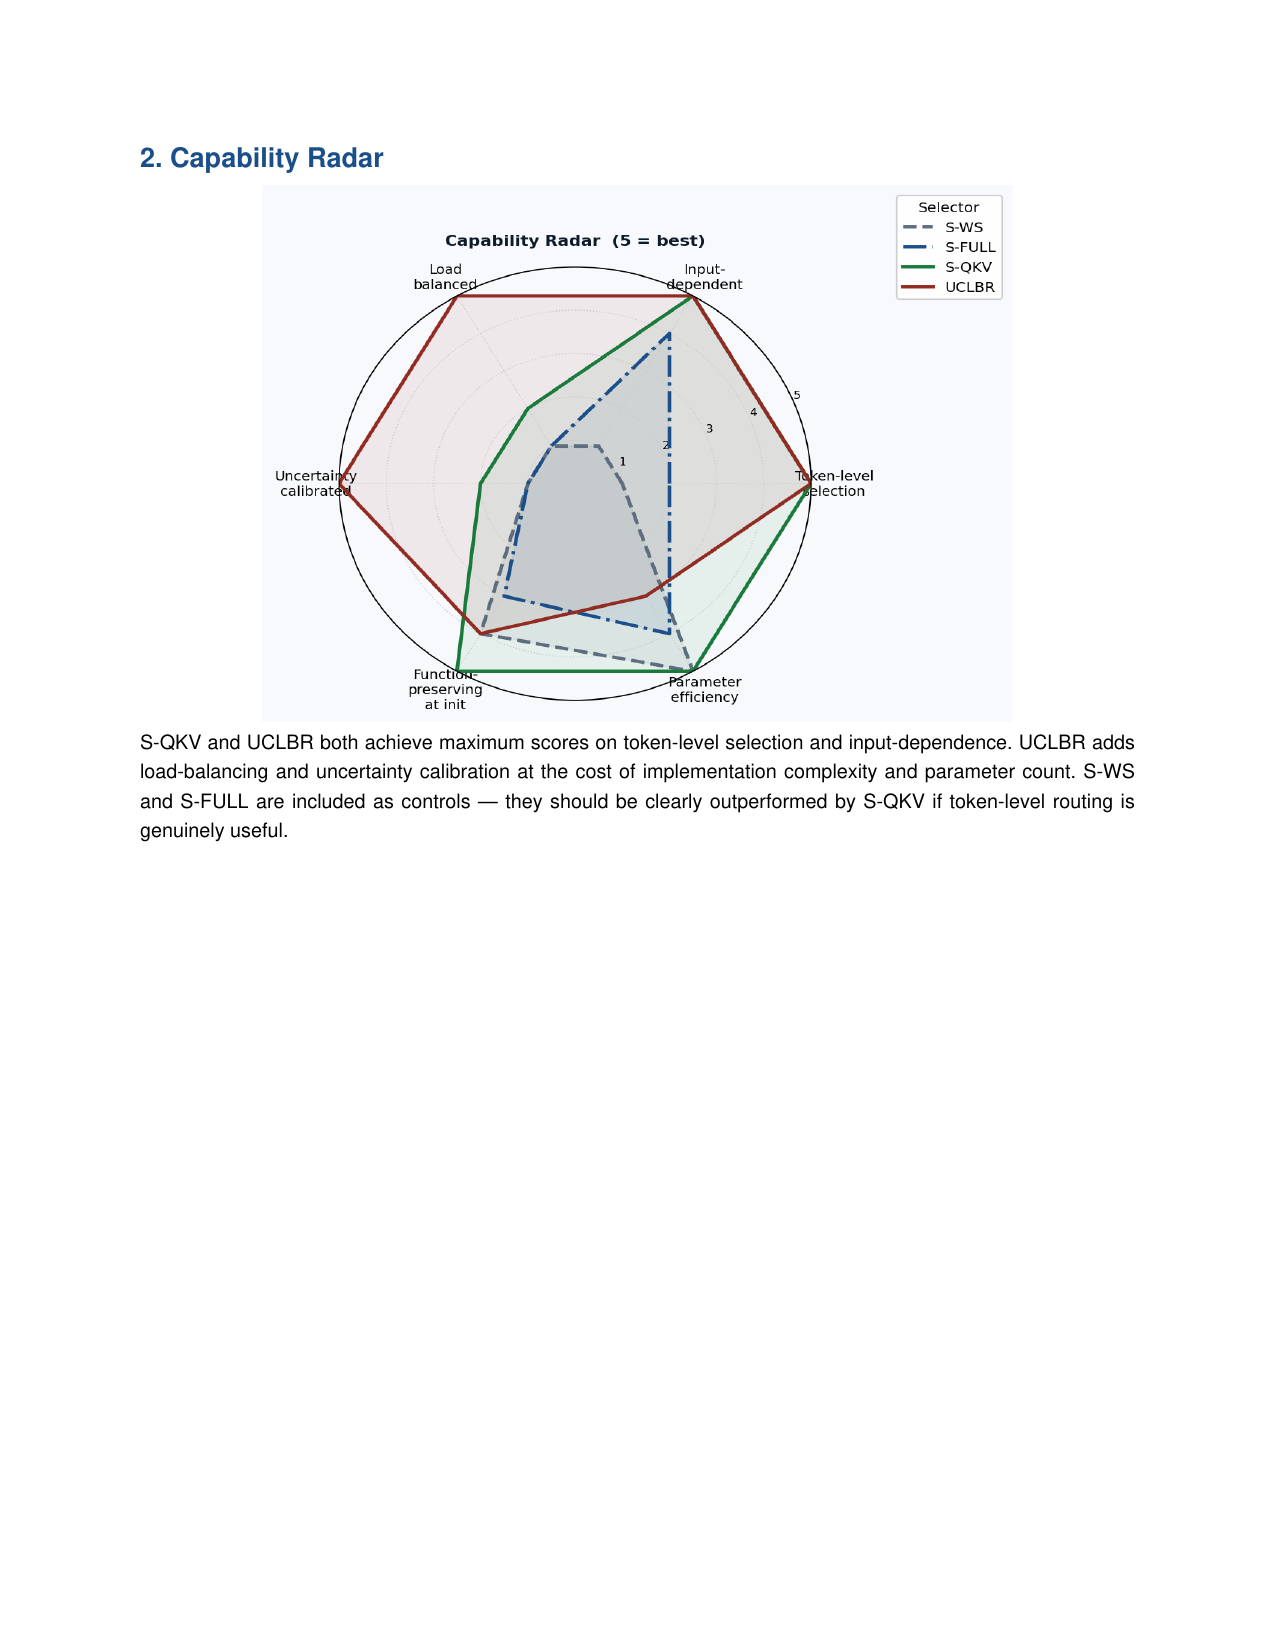 2. Capability Radar
Selector
S-WS
S-FULL
S-QKV
UCLBR
Capability Radar (5 = best)
Load
balanced
Input-
dependent
5
4
3
2
1
Uncertainty
calibrated
Token-level
selection
Function-
preserving
at init
Parameter
efficiency
S-QKV and UCLBR both achieve maximum scores on token-level selection and input-dependence. UCLBR adds
load-balancing and uncertainty calibration at the cost of implementation complexity and parameter count. S-WS
and S-FULL are included as controls — they should be clearly outperformed by S-QKV if token-level routing is
genuinely useful.